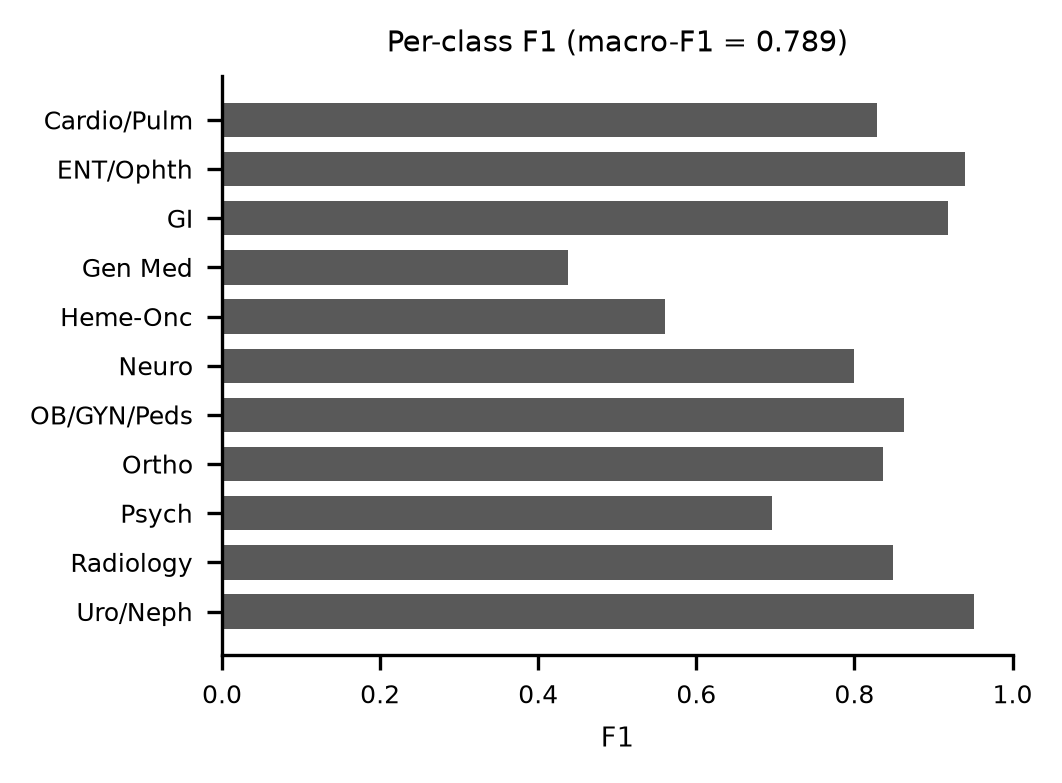 Per-class F1 (macro-F1 = 0.789)
Cardio/Pulm
ENT/Ophth
GI
Gen Med
Heme-Onc
Neuro
OB/GYN/Peds
Ortho
Psych
Radiology
Uro/Neph
0.0 0.2 0.4 0.6 0.8 1.0
F1